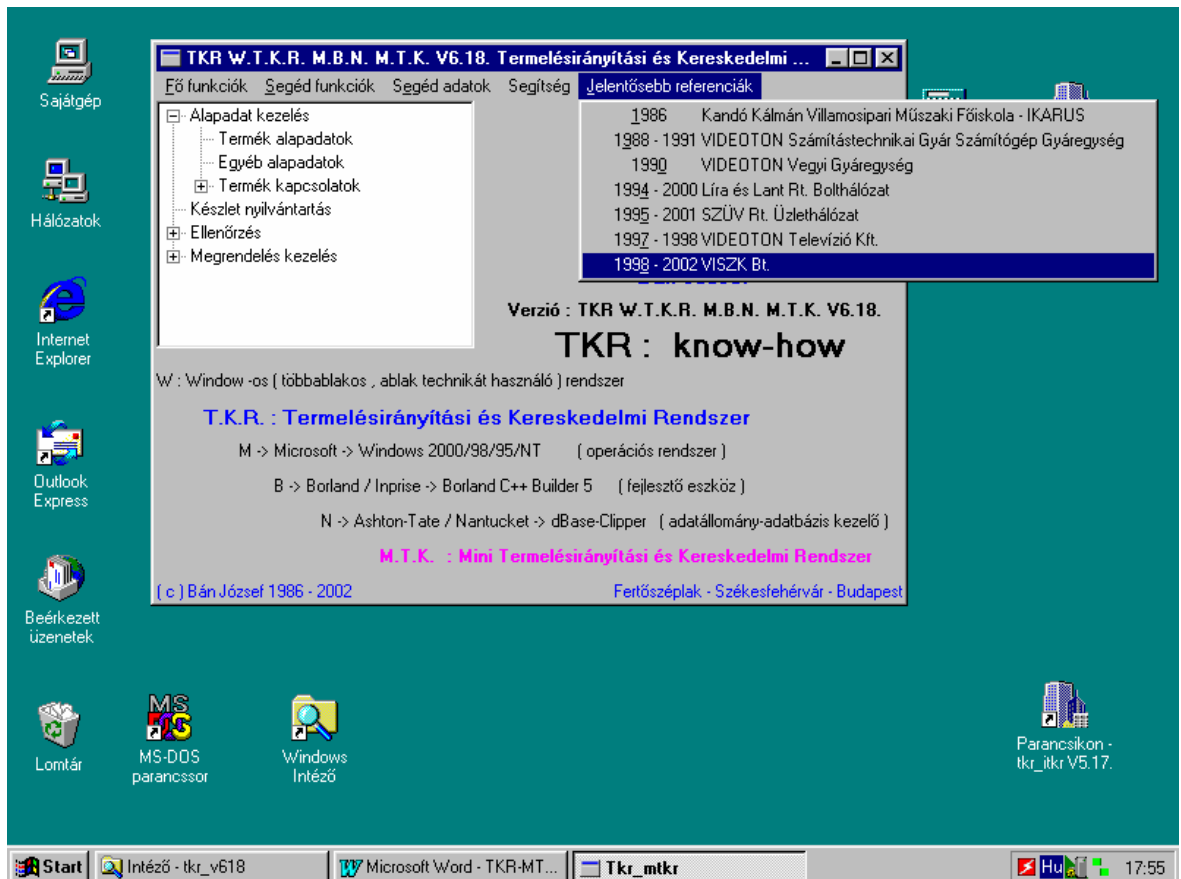 Sajátgép
Hálózatok
Internet
Explorer
Outlook
Express
Beérkezett
üzenetek
Lomtár
MS-DOS
parancssor
Windows
Intéző
Parancsikon -
tkr_itkr V5.17.
TKR W.T.K.R. M.B.N. M.T.K. V6.18. Termelésirányítási és Kereskedelmi ...
Fő funkciók Segéd funkciók Segéd adatok Segítség Jelentősebb referenciák
Alapadat kezelés
Termék alapadatok
Egyéb alapadatok
Termék kapcsolatok
Készlet nyilvántartás
Ellenőrzés
Megrendelés kezelés
1986 Kandó Kálmán Villamosipari Műszaki Főiskola - IKARUS
1988 - 1991 VIDEOTON Számítástechnikai Gyár Számítógép Gyáregység
1990 VIDEOTON Vegyi Gyáregység
1994 - 2000 Líra és Lant Rt. Bolthálózat
1995 - 2001 SZÜV Rt. Üzlethálózat
1997 - 1998 VIDEOTON Televízió Kft.
1998 - 2002 VISZK Bt.
Verzió : TKR W.T.K.R. M.B.N. M.T.K. V6.18.
TKR : know-how
W : Window -os ( többablakos , ablak technikát használó ) rendszer
T.K.R. : Termelésirányítási és Kereskedelmi Rendszer
M -> Microsoft -> Windows 2000/98/95/NT ( operációs rendszer )
B -> Borland / Inprise -> Borland C++ Builder 5 ( fejlesztő eszköz )
N -> Ashton-Tate / Nantucket -> dBase-Clipper ( adatállomány-adatbázis kezelő )
M.T.K. : Mini Termelésirányítási és Kereskedelmi Rendszer
( c ) Bán József 1986 - 2002 Fertőszéplak - Székesfehérvár - Budapest
Start Intéző - tkr_v618 Microsoft Word - TKR-MT... Tkr_mtkr Hu 17:55